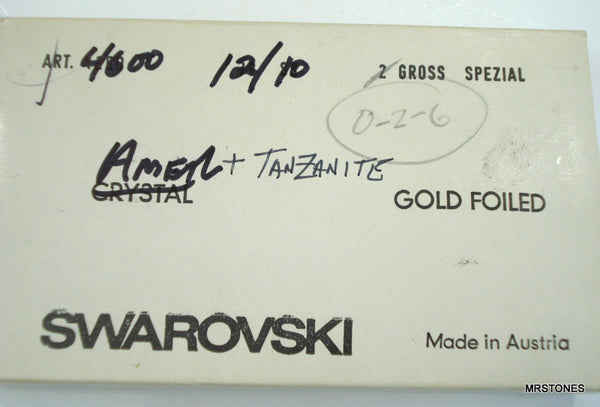 ART. 4600 12/10 2 GROSS SPEZIAL
0-2-6
AMETH + TANZANITE
CRYSTAL GOLD FOILED
SWAROVSKI Made in Austria
MRSTONES